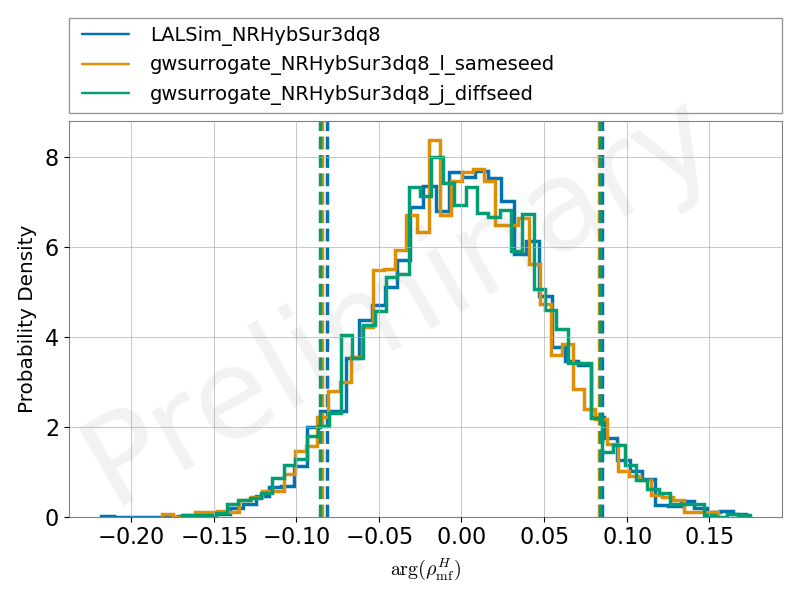 LALSim_NRHybSur3dq8
gwsurrogate_NRHybSur3dq8_l_sameseed
gwsurrogate_NRHybSur3dq8_j_diffseed
Preliminary
Probability Density
8
6
4
2
0
−0.20 −0.15 −0.10 −0.05 0.00 0.05 0.10 0.15
arg(ρ_mf^H)